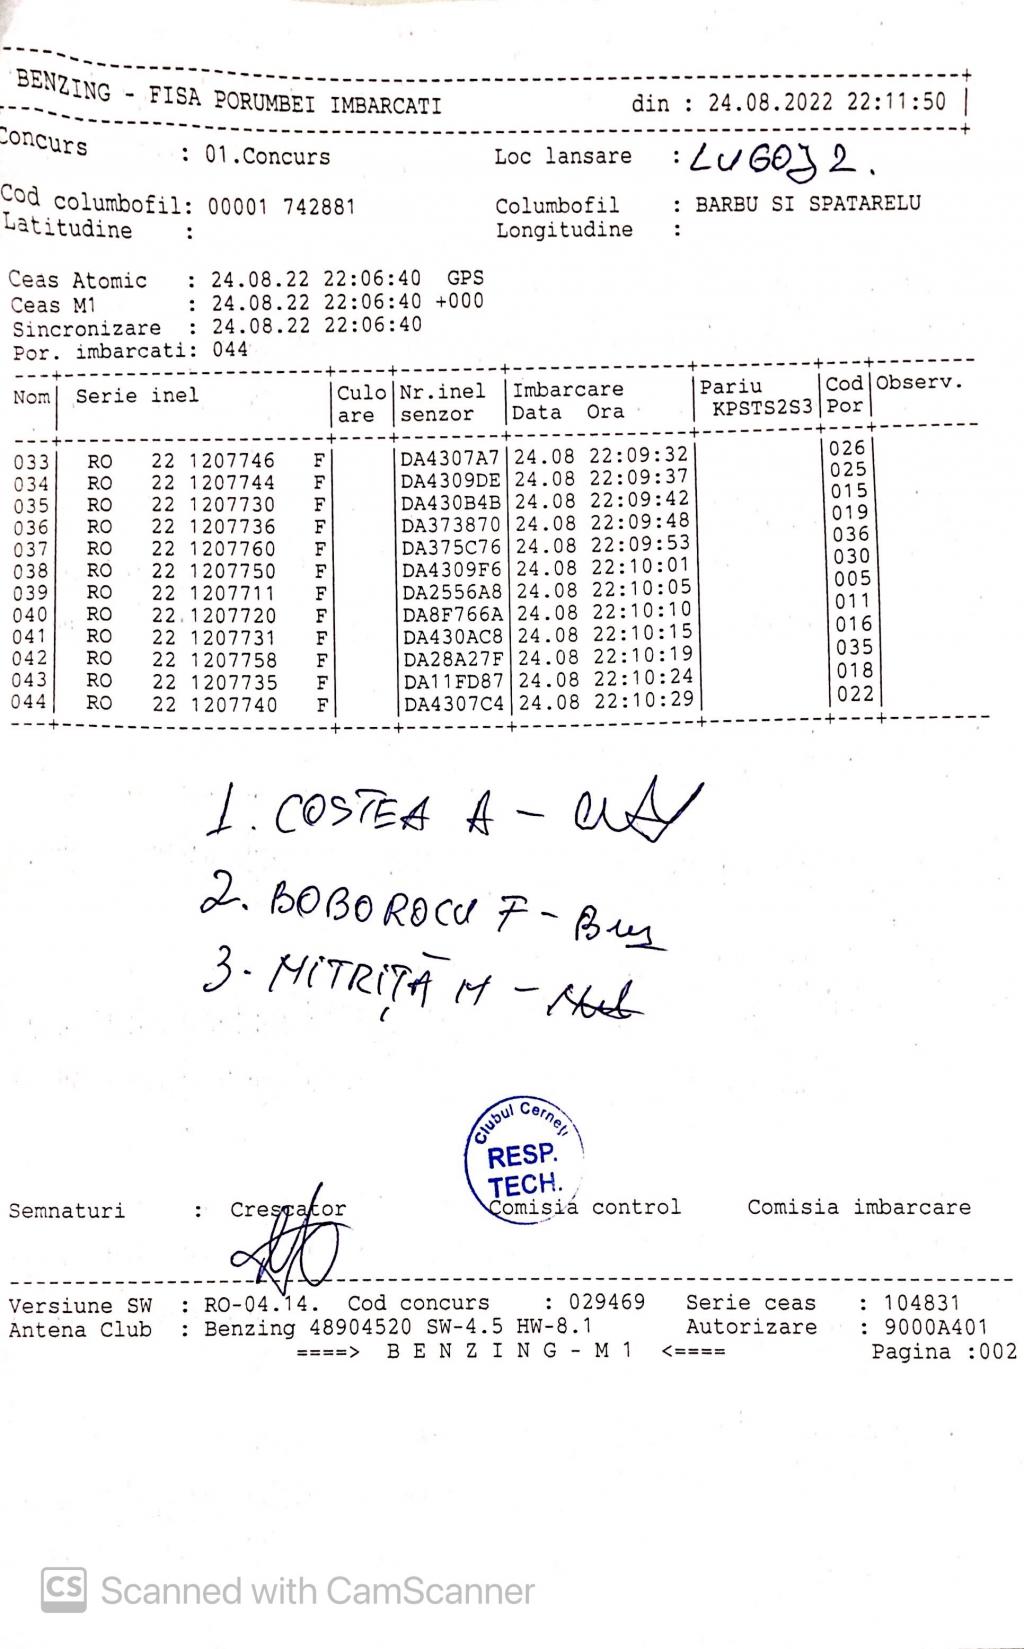 BENZING - FISA PORUMBEI IMBARCATI din : 24.08.2022 22:11:50
Concurs : 01.Concurs Loc lansare : LUGOJ 2.
Cod columbofil: 00001 742881 Columbofil : BARBU SI SPATARELU
Latitudine : Longitudine :
Ceas Atomic : 24.08.22 22:06:40 GPS
Ceas M1 : 24.08.22 22:06:40 +000
Sincronizare : 24.08.22 22:06:40
Por. imbarcati: 044
Nom Serie inel Culo Nr.inel Imbarcare Pariu Cod Observ.
are senzor Data Ora KPSTS2S3 Por
033 RO 22 1207746 F DA4307A7 24.08 22:09:32 026
034 RO 22 1207744 F DA4309DE 24.08 22:09:37 025
035 RO 22 1207730 F DA430B4B 24.08 22:09:42 015
036 RO 22 1207736 F DA373870 24.08 22:09:48 019
037 RO 22 1207760 F DA375C76 24.08 22:09:53 036
038 RO 22 1207750 F DA4309F6 24.08 22:10:01 030
039 RO 22 1207711 F DA2556A8 24.08 22:10:05 005
040 RO 22 1207720 F DA8F766A 24.08 22:10:10 011
041 RO 22 1207731 F DA430AC8 24.08 22:10:15 016
042 RO 22 1207758 F DA28A27F 24.08 22:10:19 035
043 RO 22 1207735 F DA11FD87 24.08 22:10:24 018
044 RO 22 1207740 F DA4307C4 24.08 22:10:29 022
1. COSTEA A -
2. BOBOROCU F -
3. MITRIȚĂ M -
Clubul Cerneți
RESP.
TECH.
Semnaturi : Crescator Comisia control Comisia imbarcare
Versiune SW : RO-04.14. Cod concurs : 029469 Serie ceas : 104831
Antena Club : Benzing 48904520 SW-4.5 HW-8.1 Autorizare : 9000A401
====> B E N Z I N G - M 1 <==== Pagina :002
CS Scanned with CamScanner